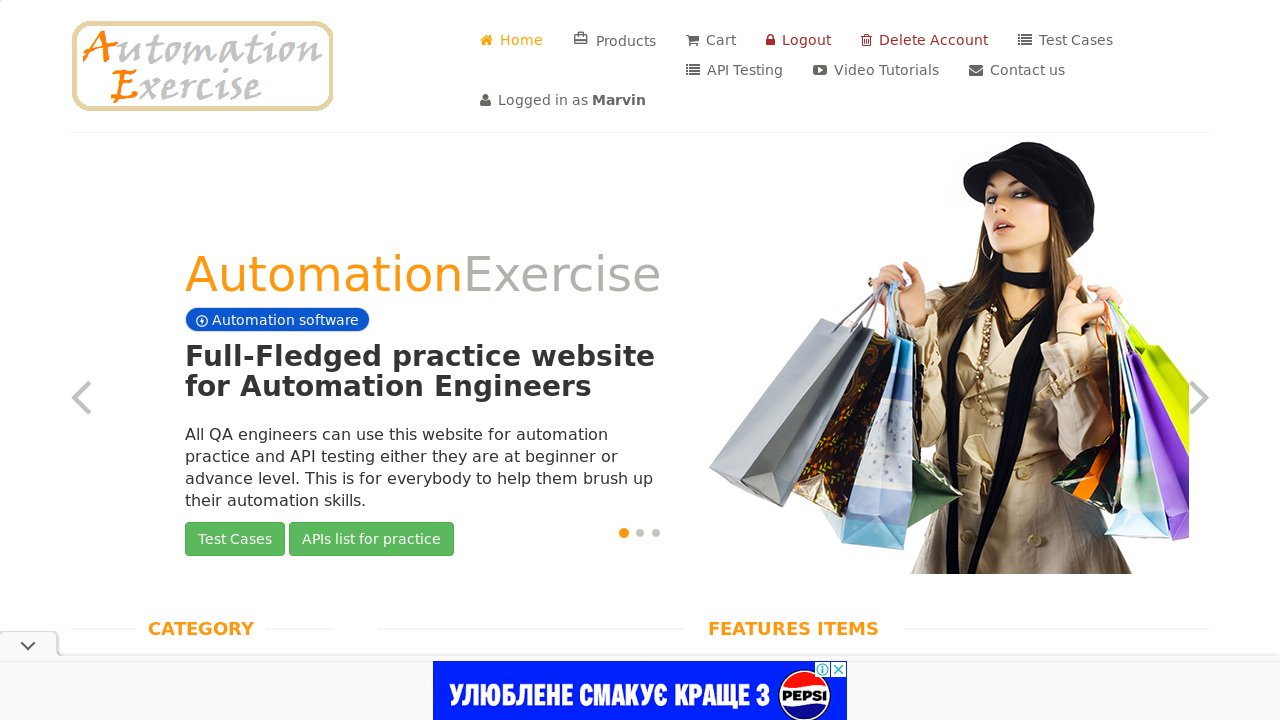 Automation
Exercise
Home Products Cart Logout Delete Account Test Cases
API Testing Video Tutorials Contact us
Logged in as Marvin
AutomationExercise
Automation software
Full-Fledged practice website
for Automation Engineers
All QA engineers can use this website for automation
practice and API testing either they are at beginner or
advance level. This is for everybody to help them brush up
their automation skills.
Test Cases APIs list for practice
CATEGORY FEATURES ITEMS
УЛЮБЛЕНЕ СМАКУЄ КРАЩЕ З PEPSI